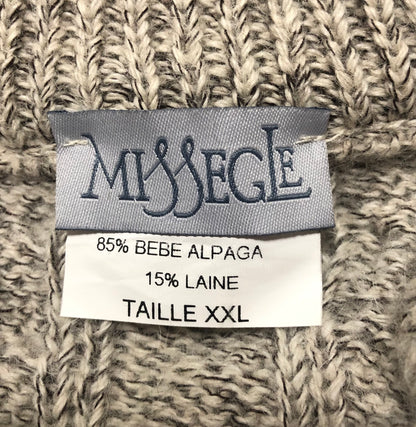 MISSEGLE
85% BEBE ALPAGA
15% LAINE
TAILLE XXL